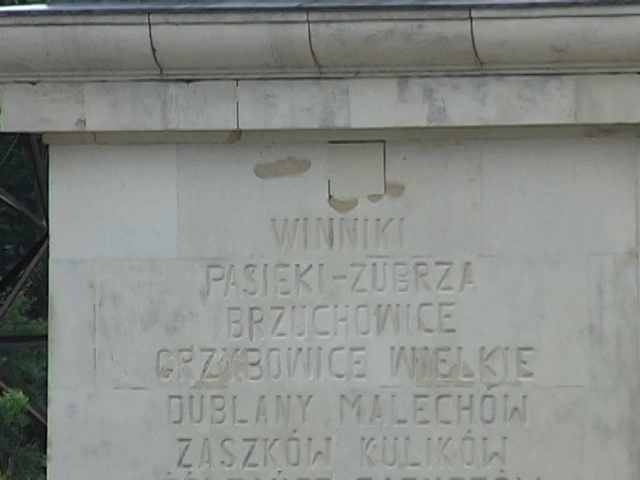 WINNIKI
PASIEKI-ZUBRZA
BRZUCHOWICE
GRZYBOWICE WIELKIE
DUBLANY MALECHÓW
ZASZKÓW KULIKÓW